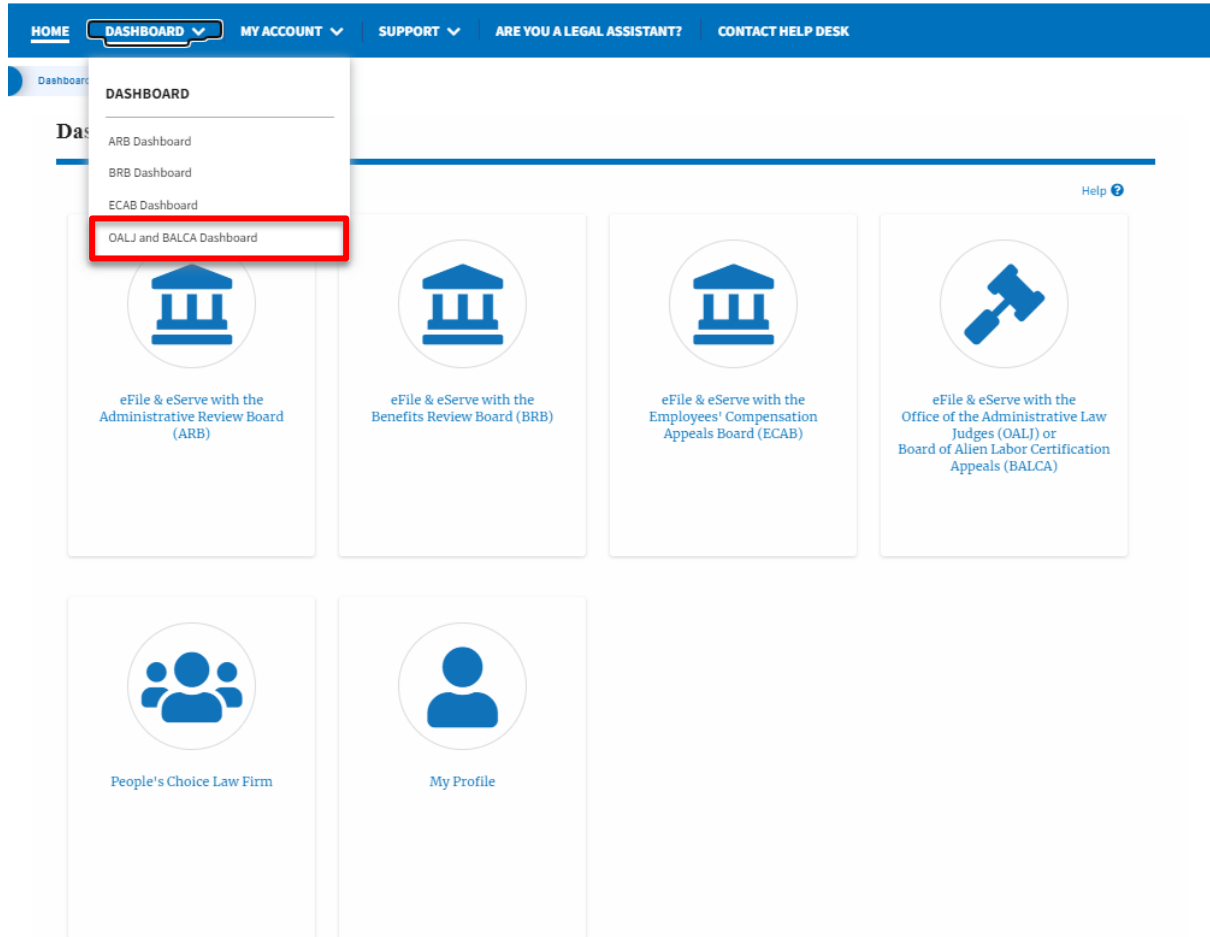 HOME DASHBOARD MY ACCOUNT SUPPORT ARE YOU A LEGAL ASSISTANT? CONTACT HELP DESK
Dashboard
DASHBOARD
ARB Dashboard
BRB Dashboard
ECAB Dashboard
OALJ and BALCA Dashboard
Das
Help
eFile & eServe with the
Administrative Review Board
(ARB)
eFile & eServe with the
Benefits Review Board (BRB)
eFile & eServe with the
Employees' Compensation
Appeals Board (ECAB)
eFile & eServe with the
Office of the Administrative Law
Judges (OALJ) or
Board of Alien Labor Certification
Appeals (BALCA)
People's Choice Law Firm
My Profile